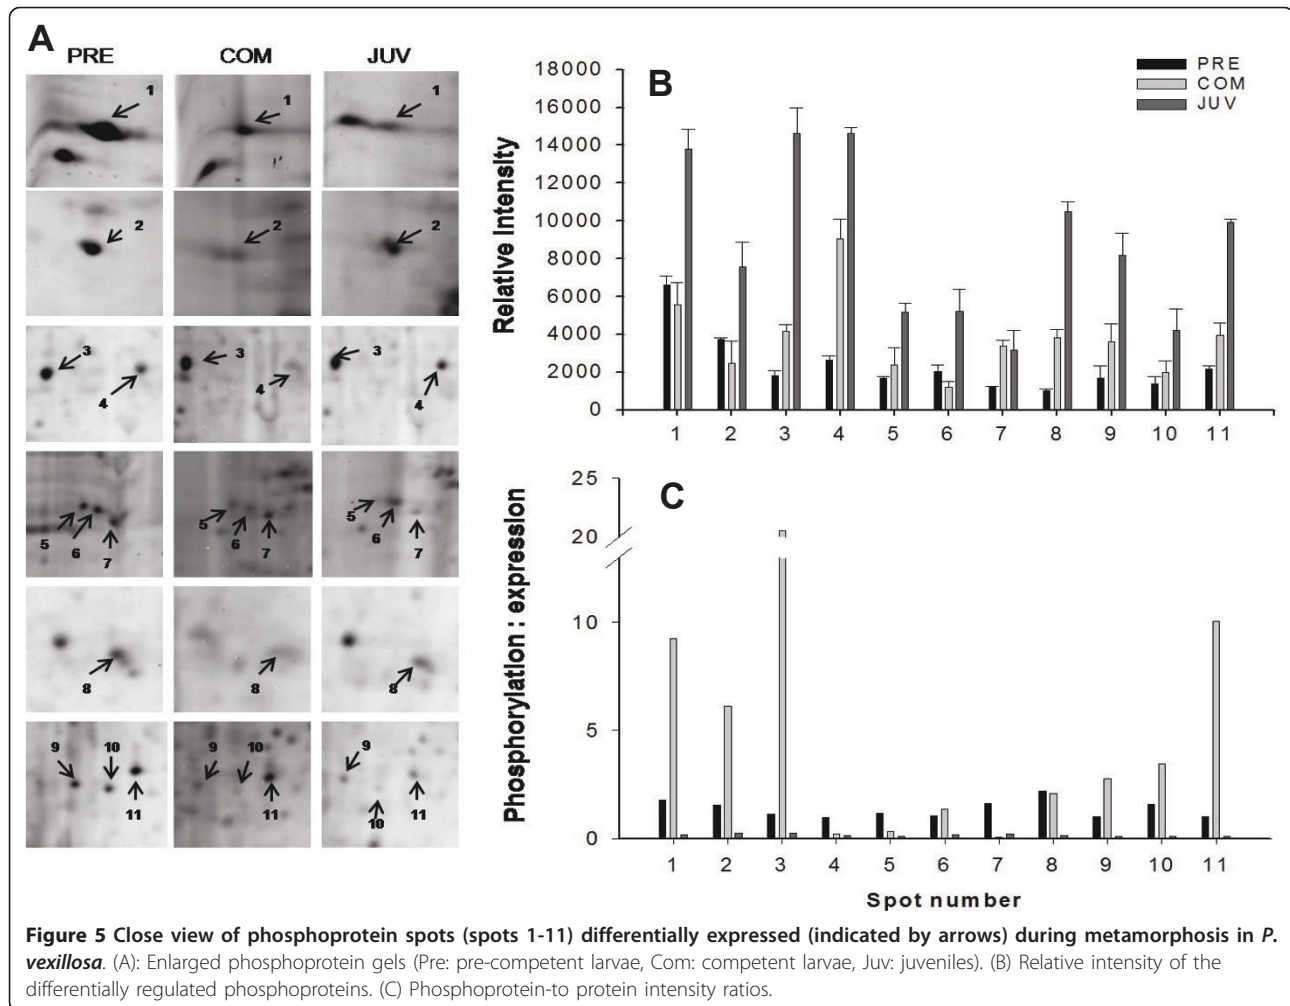 A
PRE COM JUV
1 1 1
2 2 2
3 3 3
4 4 4
5 6 7 5 6 7 5 6 7
8 8 8
9 10 11 9 10 11 9 10 11
B
PRE
COM
JUV
Relative Intensity
18000
16000
14000
12000
10000
8000
6000
4000
2000
0
1 2 3 4 5 6 7 8 9 10 11
C
Phosphorylation : expression
25
20
10
5
0
1 2 3 4 5 6 7 8 9 10 11
Spot number
Figure 5 Close view of phosphoprotein spots (spots 1-11) differentially expressed (indicated by arrows) during metamorphosis in P.
vexillosa. (A): Enlarged phosphoprotein gels (Pre: pre-competent larvae, Com: competent larvae, Juv: juveniles). (B) Relative intensity of the
differentially regulated phosphoproteins. (C) Phosphoprotein-to protein intensity ratios.